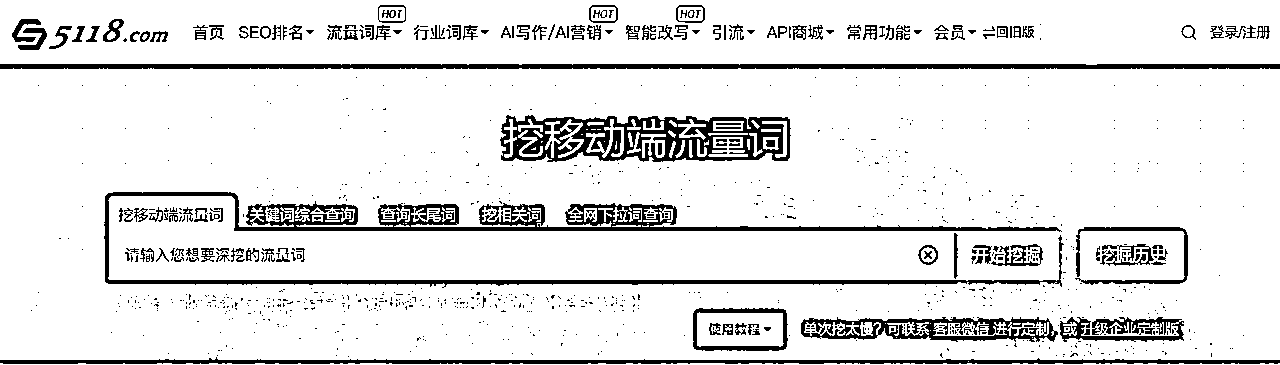 5118.com 首页 SEO排名 流量词库 HOT 行业词库 AI写作/AI营销 HOT 智能改写 HOT 引流 API商城 常用功能 会员 ⇌回旧版 登录/注册
挖移动端流量词
挖移动端流量词 关键词综合查询 查询长尾词 挖相关词 全网下拉词查询
请输入您想要深挖的流量词 开始挖掘 挖掘历史
使用教程 单次挖太慢？可联系 客服微信 进行定制，或 升级企业定制版